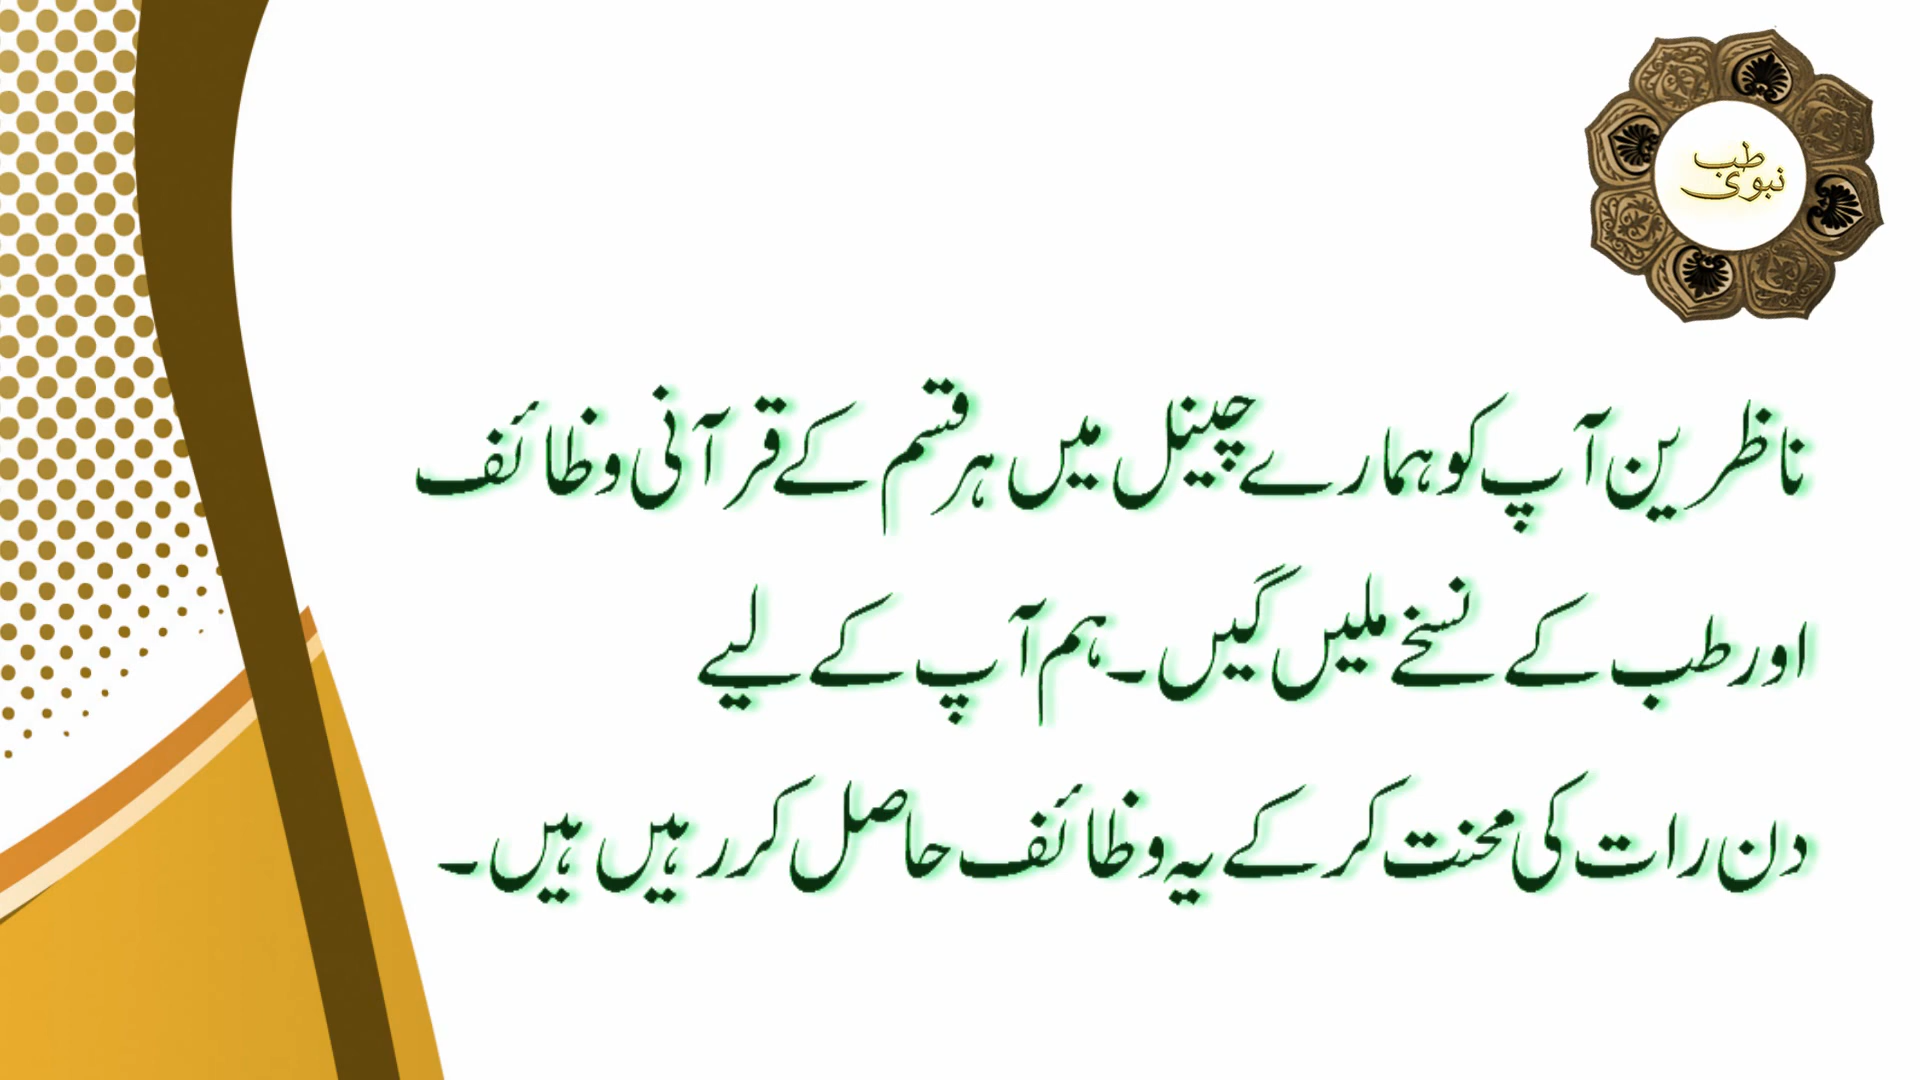 طب
نبوی
ناظرین آپ کو ہمارے چینل میں ہر قسم کے قرآنی وظائف
اور طب کے نسخے ملیں گیں۔ ہم آپ کے لیے
دن رات کی محنت کر کے یہ وظائف حاصل کر رہیں ہیں۔